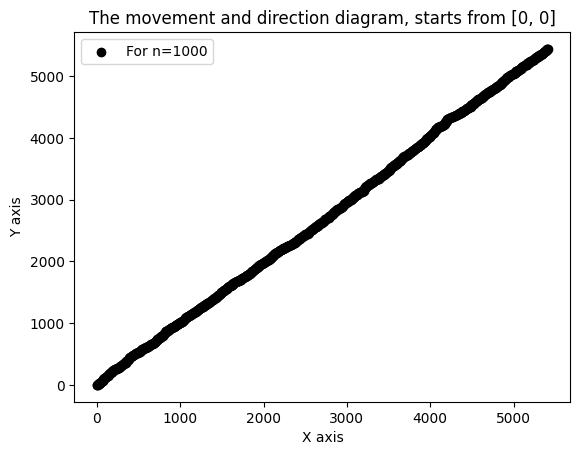 The movement and direction diagram, starts from [0, 0]
For n=1000
5000
4000
3000
2000
1000
0
Y axis
0 1000 2000 3000 4000 5000
X axis